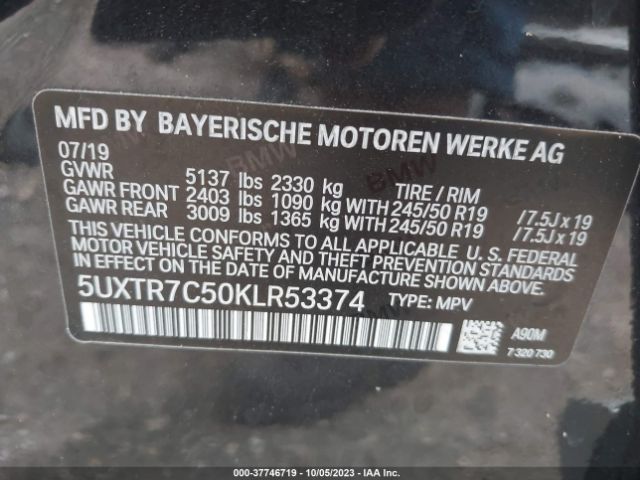 MFD BY BAYERISCHE MOTOREN WERKE AG
07/19
GVWR 5137 lbs 2330 kg TIRE / RIM
GAWR FRONT 2403 lbs 1090 kg WITH 245/50 R19 /7.5J x 19
GAWR REAR 3009 lbs 1365 kg WITH 245/50 R19 /7.5J x 19
THIS VEHICLE CONFORMS TO ALL APPLICABLE U. S. FEDERAL
MOTOR VEHICLE SAFETY, BUMPER, AND THEFT PREVENTION
STANDARDS IN EFFECT ON THE DATE OF MANUFACTURE SHOWN ABOVE.
5UXTR7C50KLR53374 TYPE: MPV
A90M
7 320 730
000-37746719 - 10/05/2023 - IAA Inc.